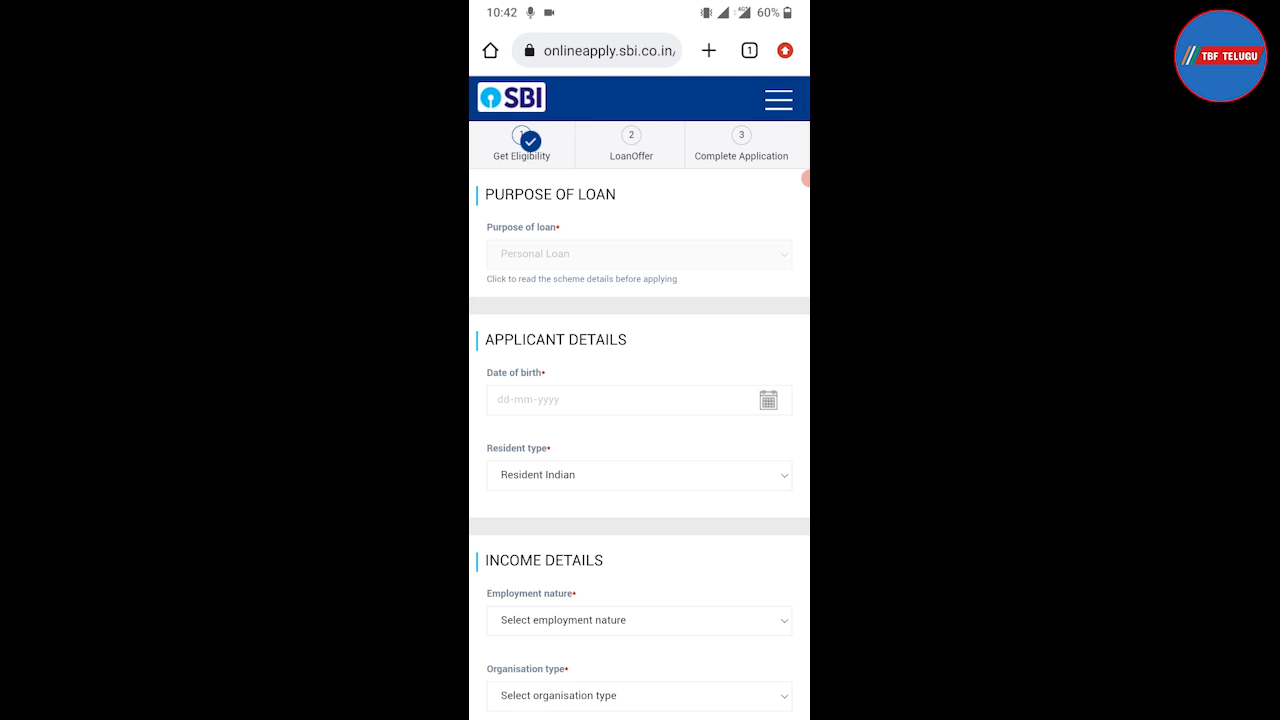 10:42
4G
60%
onlineapply.sbi.co.in/
1
TBF TELUGU
SBI
1
2
3
Get Eligibility
LoanOffer
Complete Application
PURPOSE OF LOAN
Purpose of loan*
Personal Loan
Click to read the scheme details before applying
APPLICANT DETAILS
Date of birth*
dd-mm-yyyy
Resident type*
Resident Indian
INCOME DETAILS
Employment nature*
Select employment nature
Organisation type*
Select organisation type